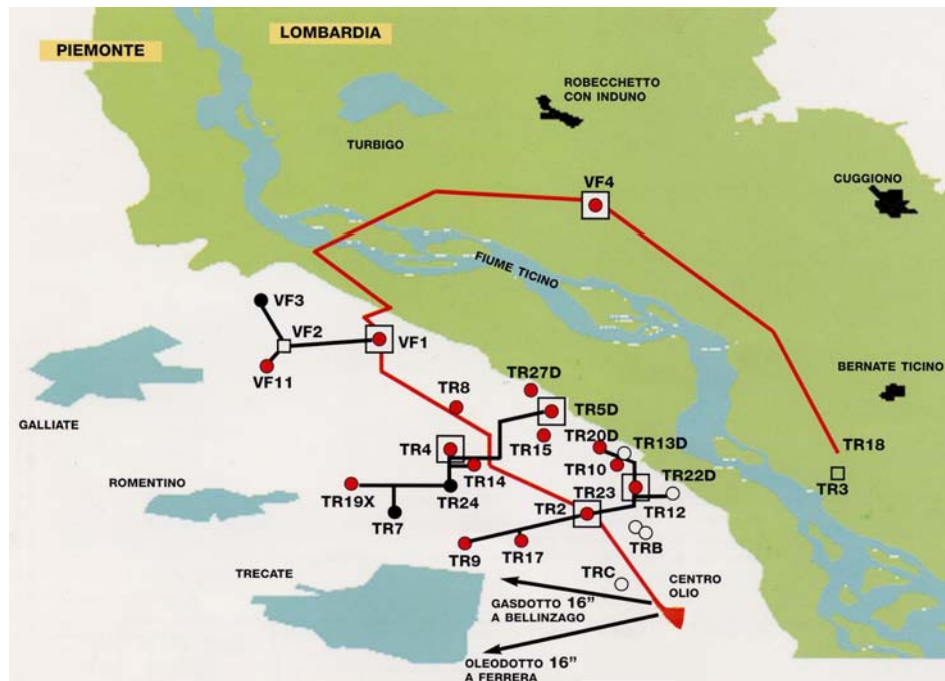 PIEMONTE
LOMBARDIA
ROBECCHETTO
CON INDUNO
TURBIGO
VF4
CUGGIONO
FIUME TICINO
VF3
VF2
VF1
VF11
BERNATE TICINO
TR27D
TR8
TR5D
GALLIATE
TR18
TR4
TR15
TR20D
TR13D
TR10
TR22D
TR14
TR3
ROMENTINO
TR19X
TR24
TR23
TR2
TR12
TR7
TRB
TR9
TR17
TRECATE
TRC
CENTRO
OLIO
GASDOTTO 16”
A BELLINZAGO
OLEODOTTO 16”
A FERRERA